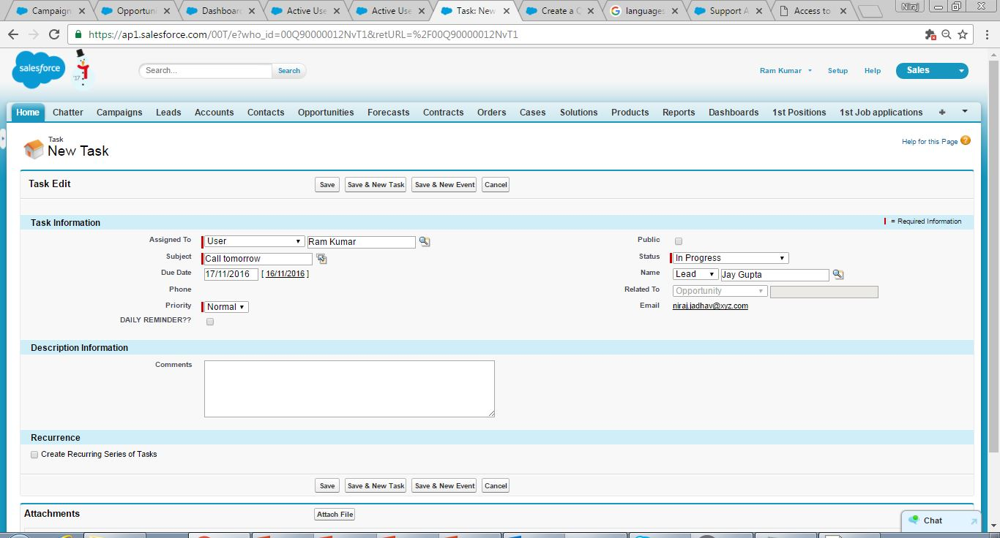 Campaign Opportuni Dashboard Active Use Active Use Task: New Create a C languages Support A Access to Niraj
https://ap1.salesforce.com/00T/e?who_id=00Q90000012NvT1&retURL=%2F00Q90000012NvT1
salesforce '17 Search... Search Ram Kumar Setup Help Sales
Home Chatter Campaigns Leads Accounts Contacts Opportunities Forecasts Contracts Orders Cases Solutions Products Reports Dashboards 1st Positions 1st Job applications +
Task
New Task Help for this Page ?
Task Edit Save Save & New Task Save & New Event Cancel
Task Information = Required Information
Assigned To User Ram Kumar Public
Subject Call tomorrow Status In Progress
Due Date 17/11/2016 [ 16/11/2016 ] Name Lead Jay Gupta
Phone Related To Opportunity
Priority Normal Email niraj.jadhav@xyz.com
DAILY REMINDER??
Description Information
Comments
Recurrence
Create Recurring Series of Tasks
Save Save & New Task Save & New Event Cancel
Attachments Attach File
Chat